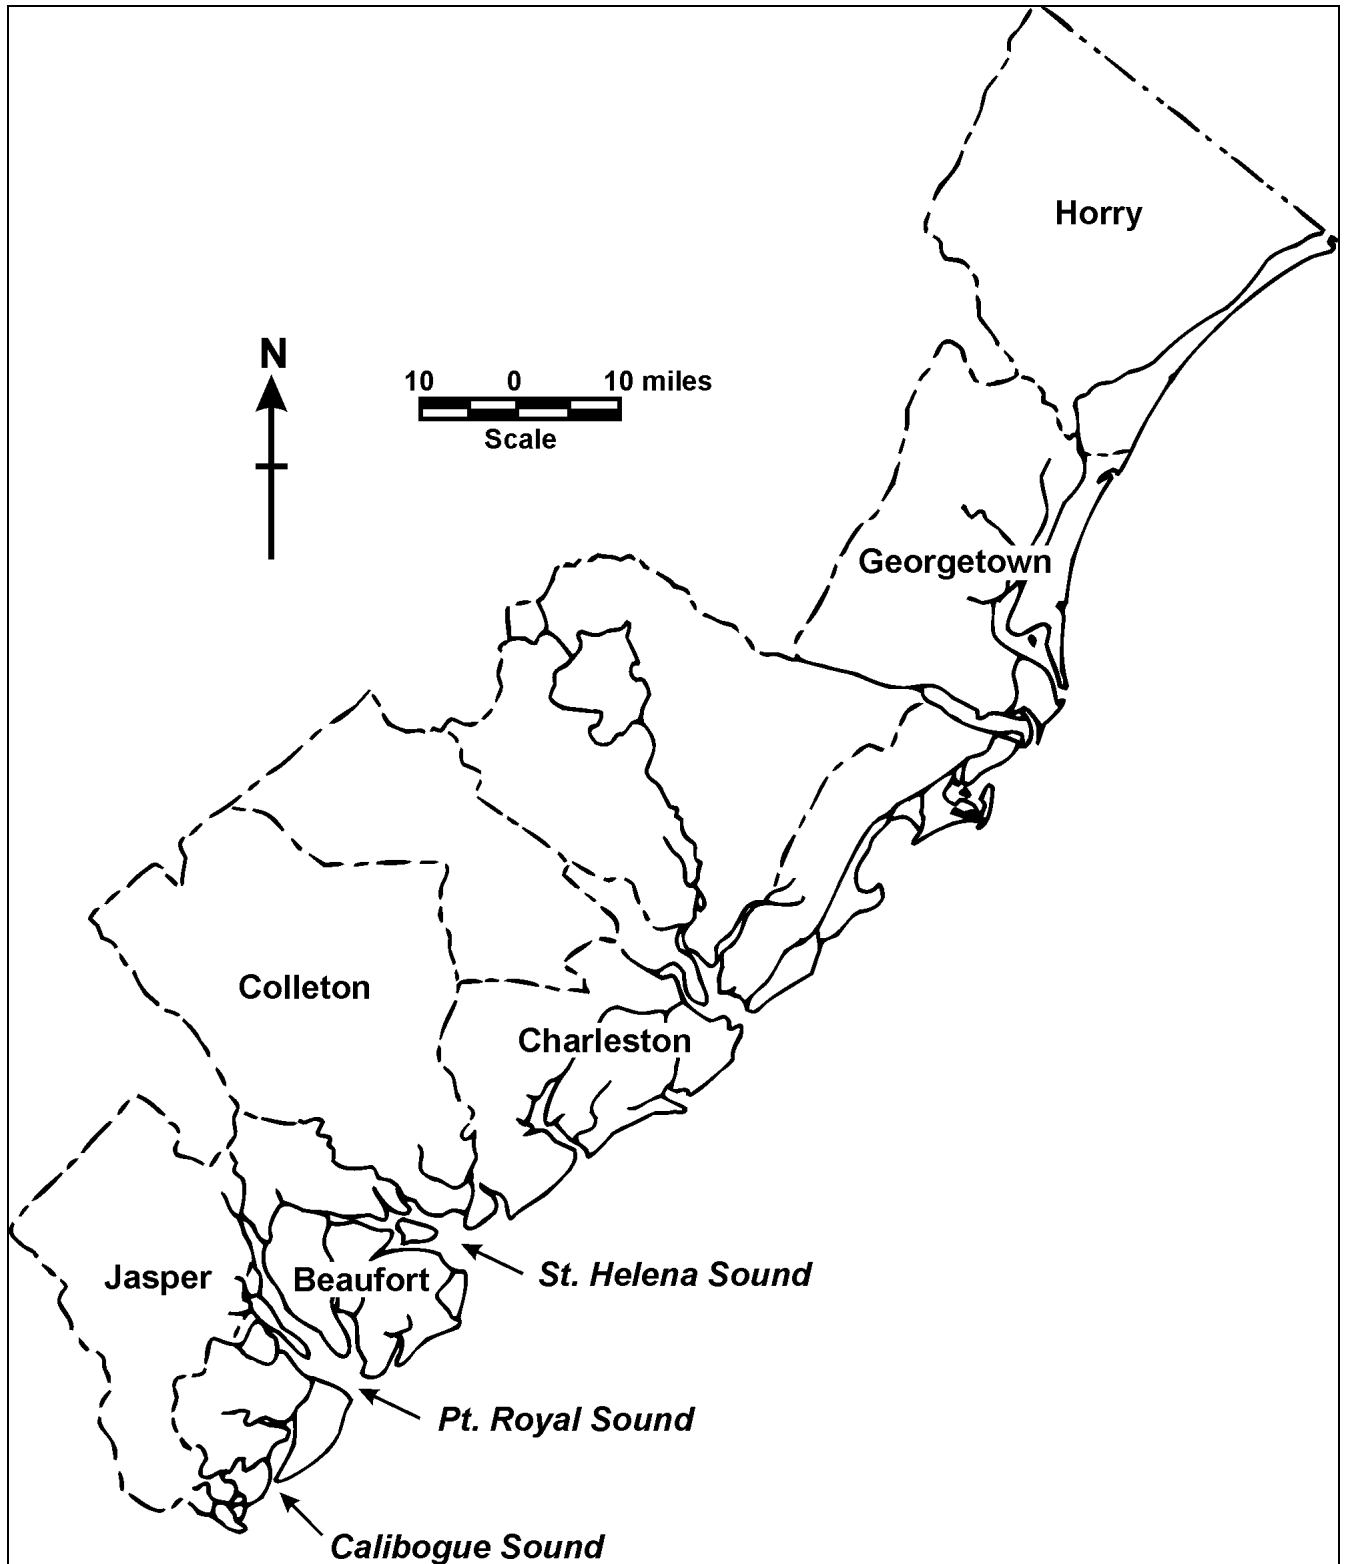 Horry
N
10 0 10 miles
Scale
Georgetown
Colleton
Charleston
St. Helena Sound
Jasper
Beaufort
Pt. Royal Sound
Calibogue Sound